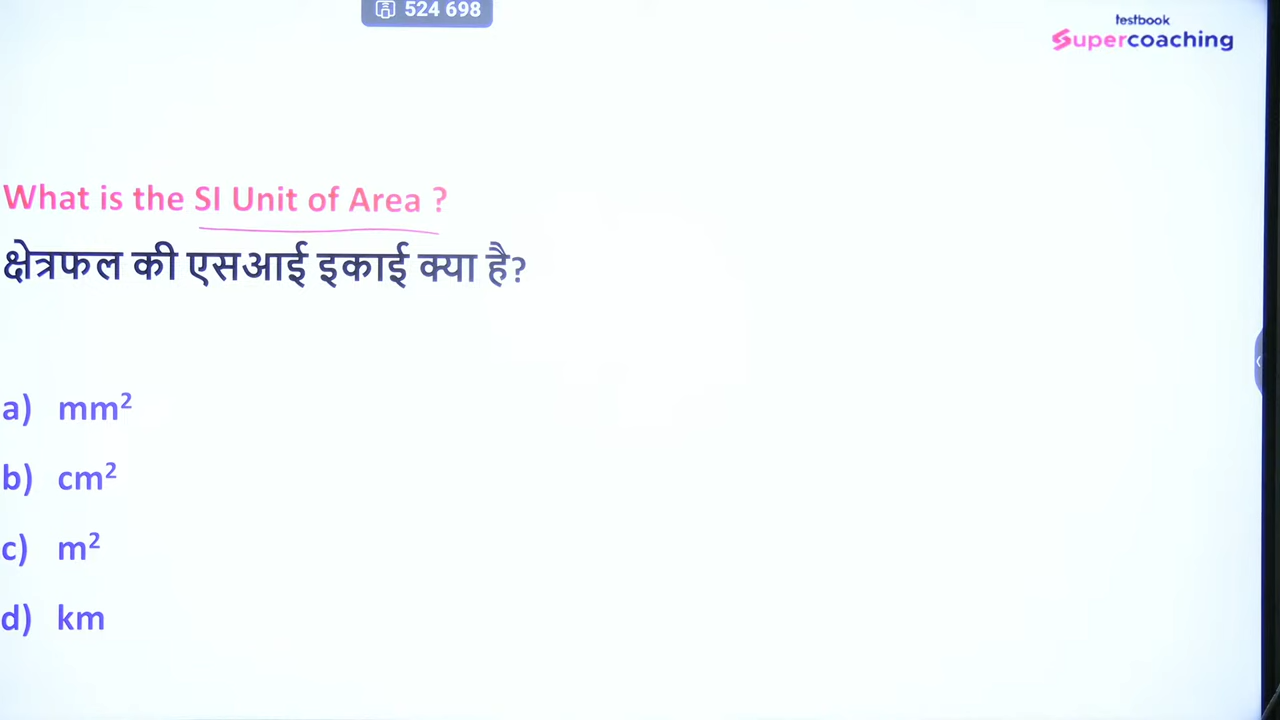 524 698
testbook
Supercoaching
What is the SI Unit of Area ?
क्षेत्रफल की एसआई इकाई क्या है?
a) mm²
b) cm²
c) m²
d) km